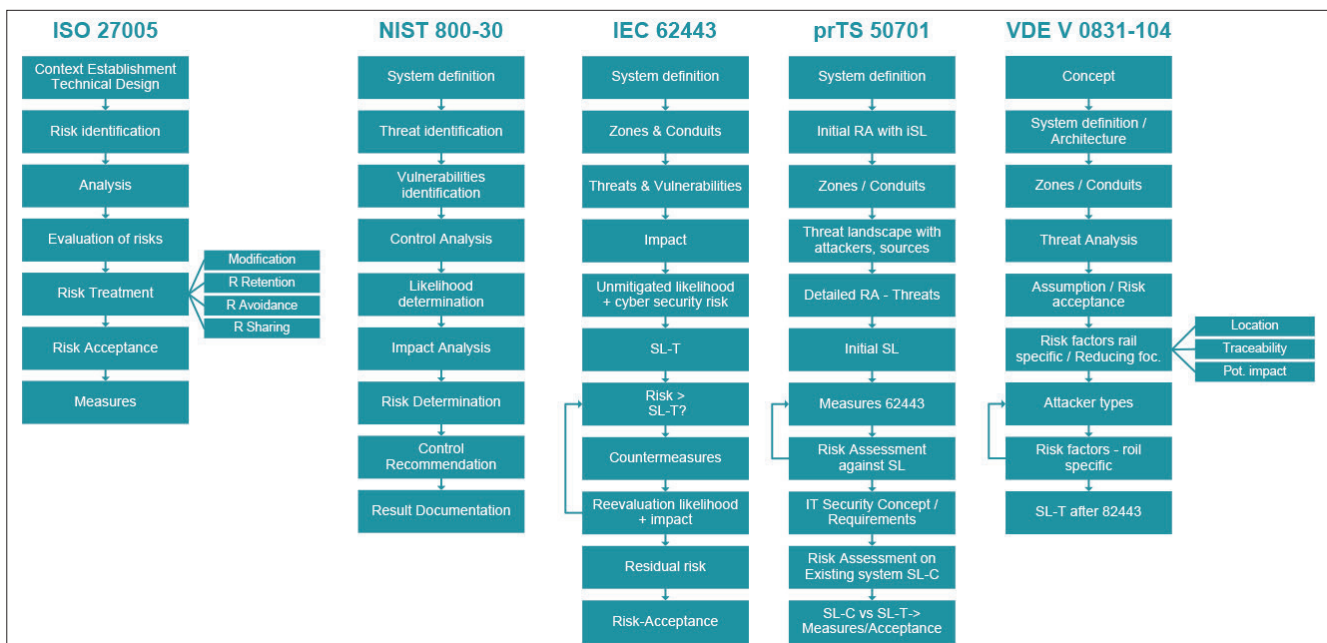 ISO 27005
Context Establishment
Technical Design
Risk identification
Analysis
Evaluation of risks
Risk Treatment
Modification
R Retention
R Avoidance
R Sharing
Risk Acceptance
Measures
NIST 800-30
System definition
Threat identification
Vulnerabilities
identification
Control Analysis
Likelihood
determination
Impact Analysis
Risk Determination
Control
Recommendation
Result Documentation
IEC 62443
System definition
Zones & Conduits
Threats & Vulnerabilities
Impact
Unmitigated likelihood
+ cyber security risk
SL-T
Risk >
SL-T?
Countermeasures
Reevaluation likelihood
+ impact
Residual risk
Risk-Acceptance
prTS 50701
System definition
Initial RA with iSL
Zones / Conduits
Threat landscape with
attackers, sources
Detailed RA - Threats
Initial SL
Measures 62443
Risk Assessment
against SL
IT Security Concept /
Requirements
Risk Assessment on
Existing system SL-C
SL-C vs SL-T->
Measures/Acceptance
VDE V 0831-104
Concept
System definition /
Architecture
Zones / Conduits
Threat Analysis
Assumption / Risk
acceptance
Risk factors rail
specific / Reducing foc.
Location
Traceability
Pot. impact
Attacker types
Risk factors - roil
specific
SL-T after 82443